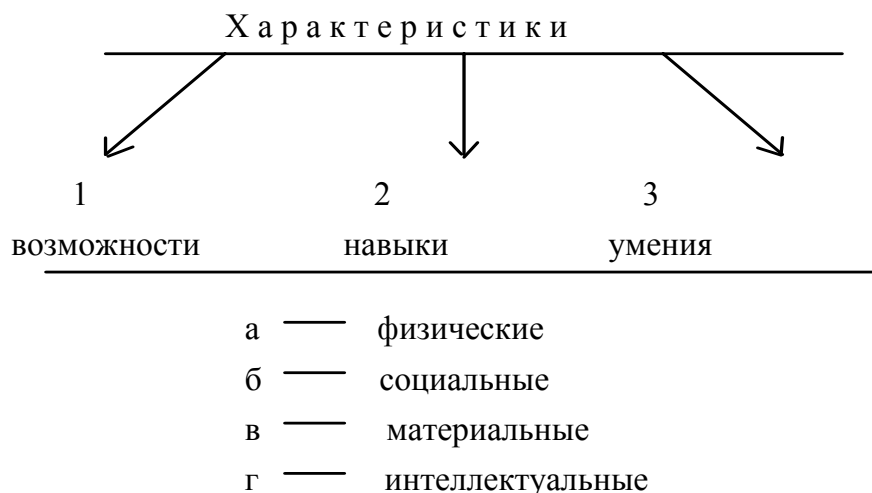 Характеристики
1 2 3
возможности навыки умения
а — физические
б — социальные
в — материальные
г — интеллектуальные